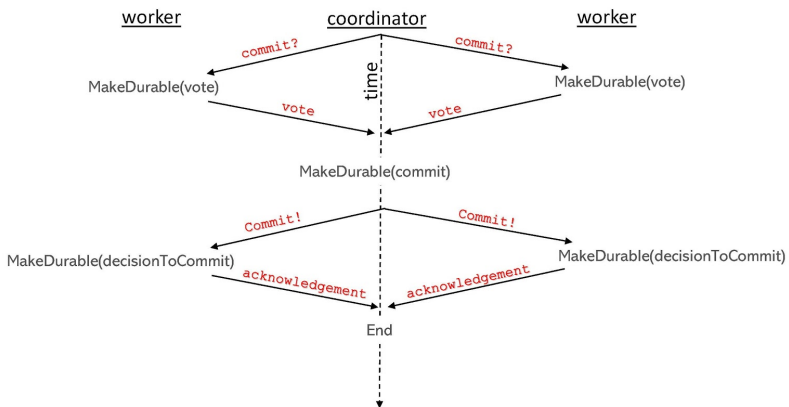 worker
coordinator
worker
commit?
commit?
time
MakeDurable(vote)
MakeDurable(vote)
vote
vote
MakeDurable(commit)
Commit!
Commit!
MakeDurable(decisionToCommit)
MakeDurable(decisionToCommit)
acknowledgement
acknowledgement
End